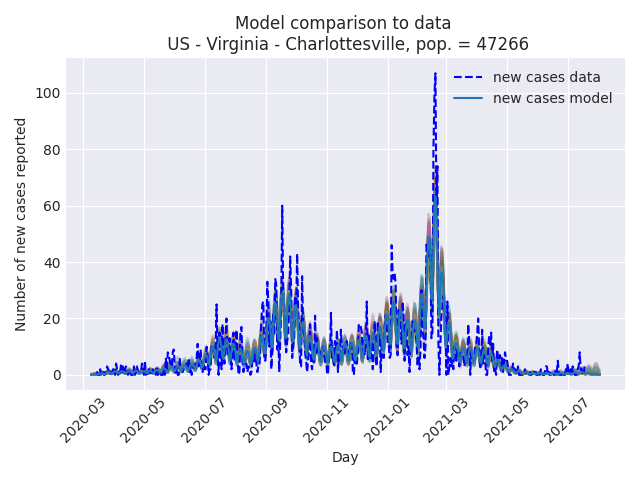 Model comparison to data
US - Virginia - Charlottesville, pop. = 47266
new cases data
new cases model
Number of new cases reported
100
80
60
40
20
0
2020-03
2020-05
2020-07
2020-09
2020-11
2021-01
2021-03
2021-05
2021-07
Day